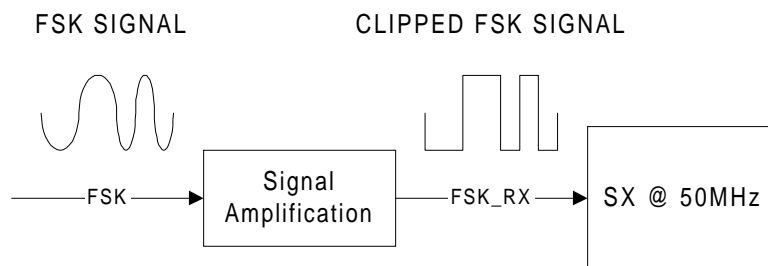 FSK SIGNAL
CLIPPED FSK SIGNAL
FSK
Signal
Amplification
FSK_RX
SX @ 50MHz